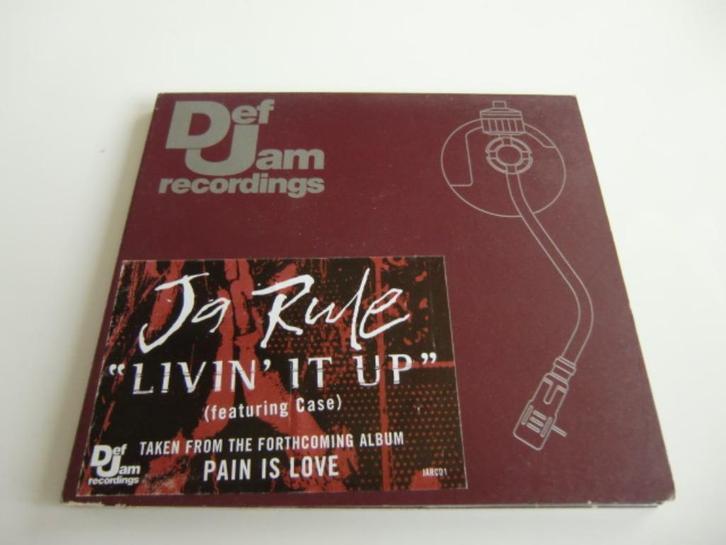 Def
Jam
recordings
Ja Rule
"LIVIN' IT UP"
(featuring Case)
TAKEN FROM THE FORTHCOMING ALBUM
PAIN IS LOVE
Def
Jam
recordings
JARCD1